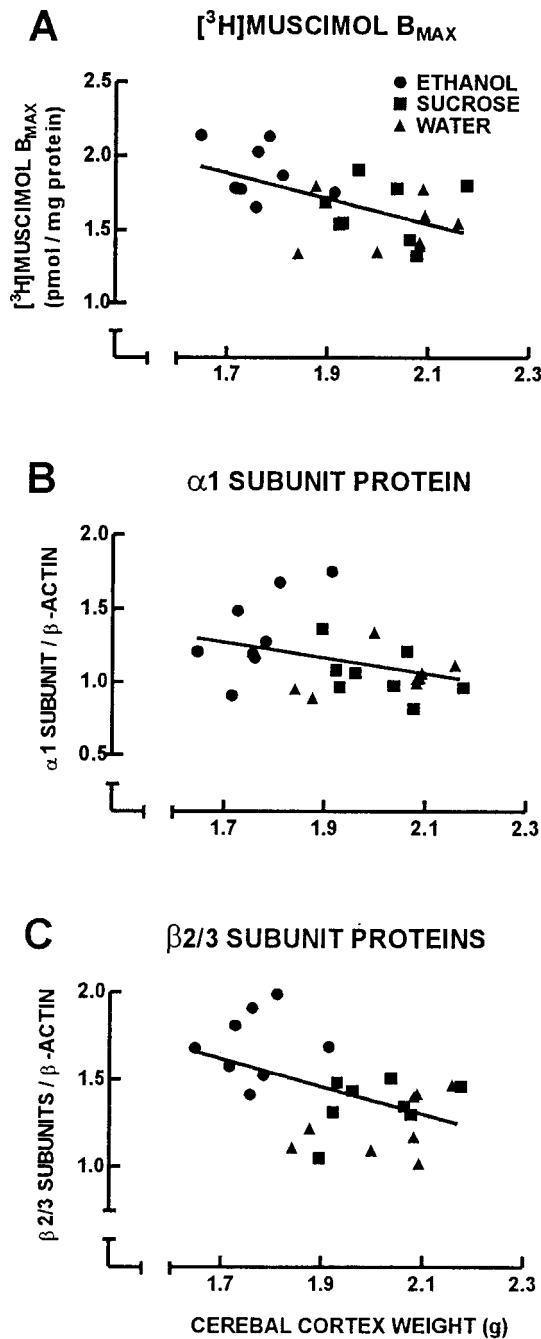 A
[³H]MUSCIMOL BMAX
[³H]MUSCIMOL BMAX
(pmol / mg protein)
2.5
2.0
1.5
1.0
ETHANOL
SUCROSE
WATER
1.7
1.9
2.1
2.3
B
α1 SUBUNIT PROTEIN
α1 SUBUNIT / β-ACTIN
2.0
1.5
1.0
0.5
1.7
1.9
2.1
2.3
C
β2/3 SUBUNIT PROTEINS
β2/3 SUBUNITS / β-ACTIN
2.0
1.5
1.0
1.7
1.9
2.1
2.3
CEREBRAL CORTEX WEIGHT (g)